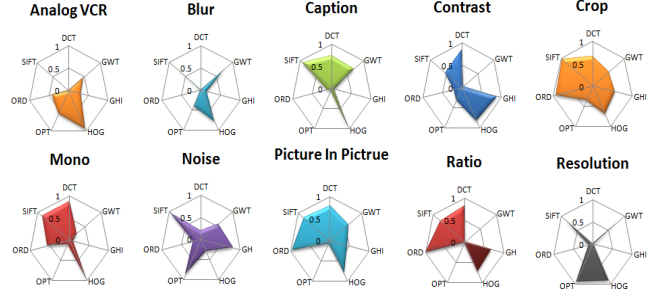 Analog VCR
DCT
1
SIFT
GWT
0.5
0
ORD
GHI
OPT
HOG
Blur
DCT
1
SIFT
GWT
0.5
0
ORD
GHI
OPT
HOG
Caption
DCT
1
SIFT
GWT
0.5
0
ORD
GHI
OPT
HOG
Contrast
DCT
1
SIFT
GWT
0.5
0
ORD
GHI
OPT
HOG
Crop
DCT
1
SIFT
GWT
0.5
0
ORD
GHI
OPT
HOG
Mono
DCT
1
SIFT
GWT
0.5
0
ORD
GHI
OPT
HOG
Noise
DCT
1
SIFT
GWT
0.5
0
ORD
GH
OPT
HOG
Picture In Pictrue
DCT
1
SIFT
GWT
0.5
0
ORD
GHI
OPT
HOG
Ratio
DCT
1
SIFT
GWT
0.5
0
ORD
GHI
OPT
HOG
Resolution
DCT
1
SIFT
GWT
0.5
0
ORD
GHI
OPT
HOG